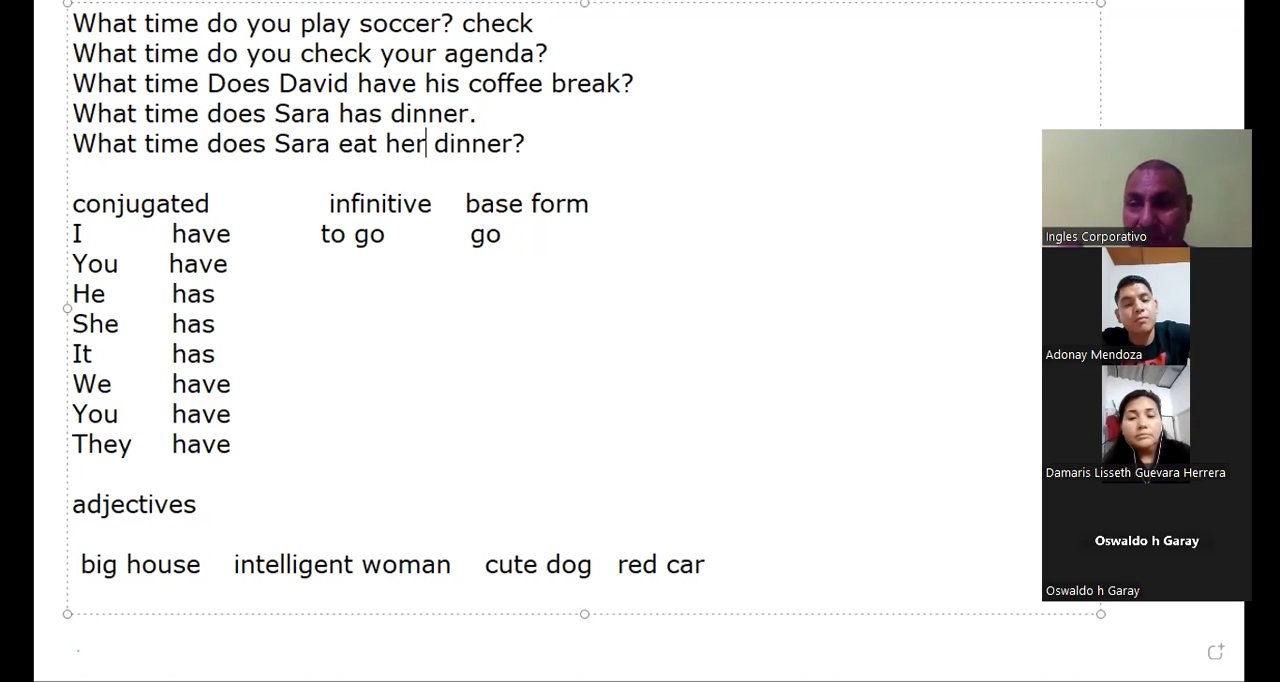 What time do you play soccer? check
What time do you check your agenda?
What time Does David have his coffee break?
What time does Sara has dinner.
What time does Sara eat her dinner?
conjugated infinitive base form
I have to go go
You have
He has
She has
It has
We have
You have
They have
adjectives
big house intelligent woman cute dog red car
Ingles Corporativo
Adonay Mendoza
Damaris Lisseth Guevara Herrera
Oswaldo h Garay
Oswaldo h Garay